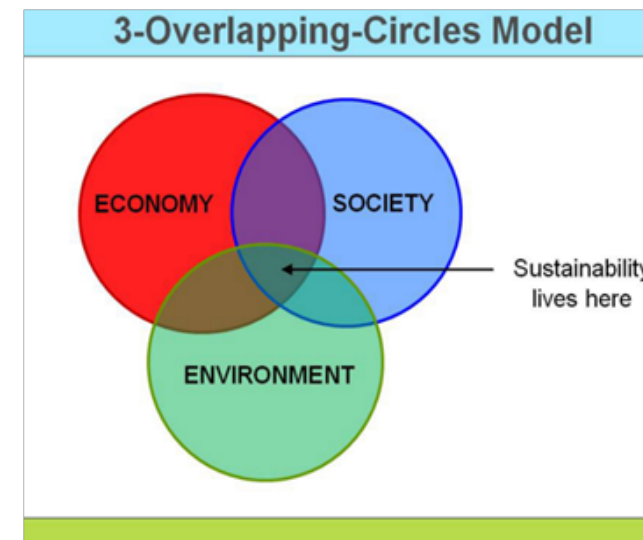 3-Overlapping-Circles Model
ECONOMY
SOCIETY
Sustainability
lives here
ENVIRONMENT